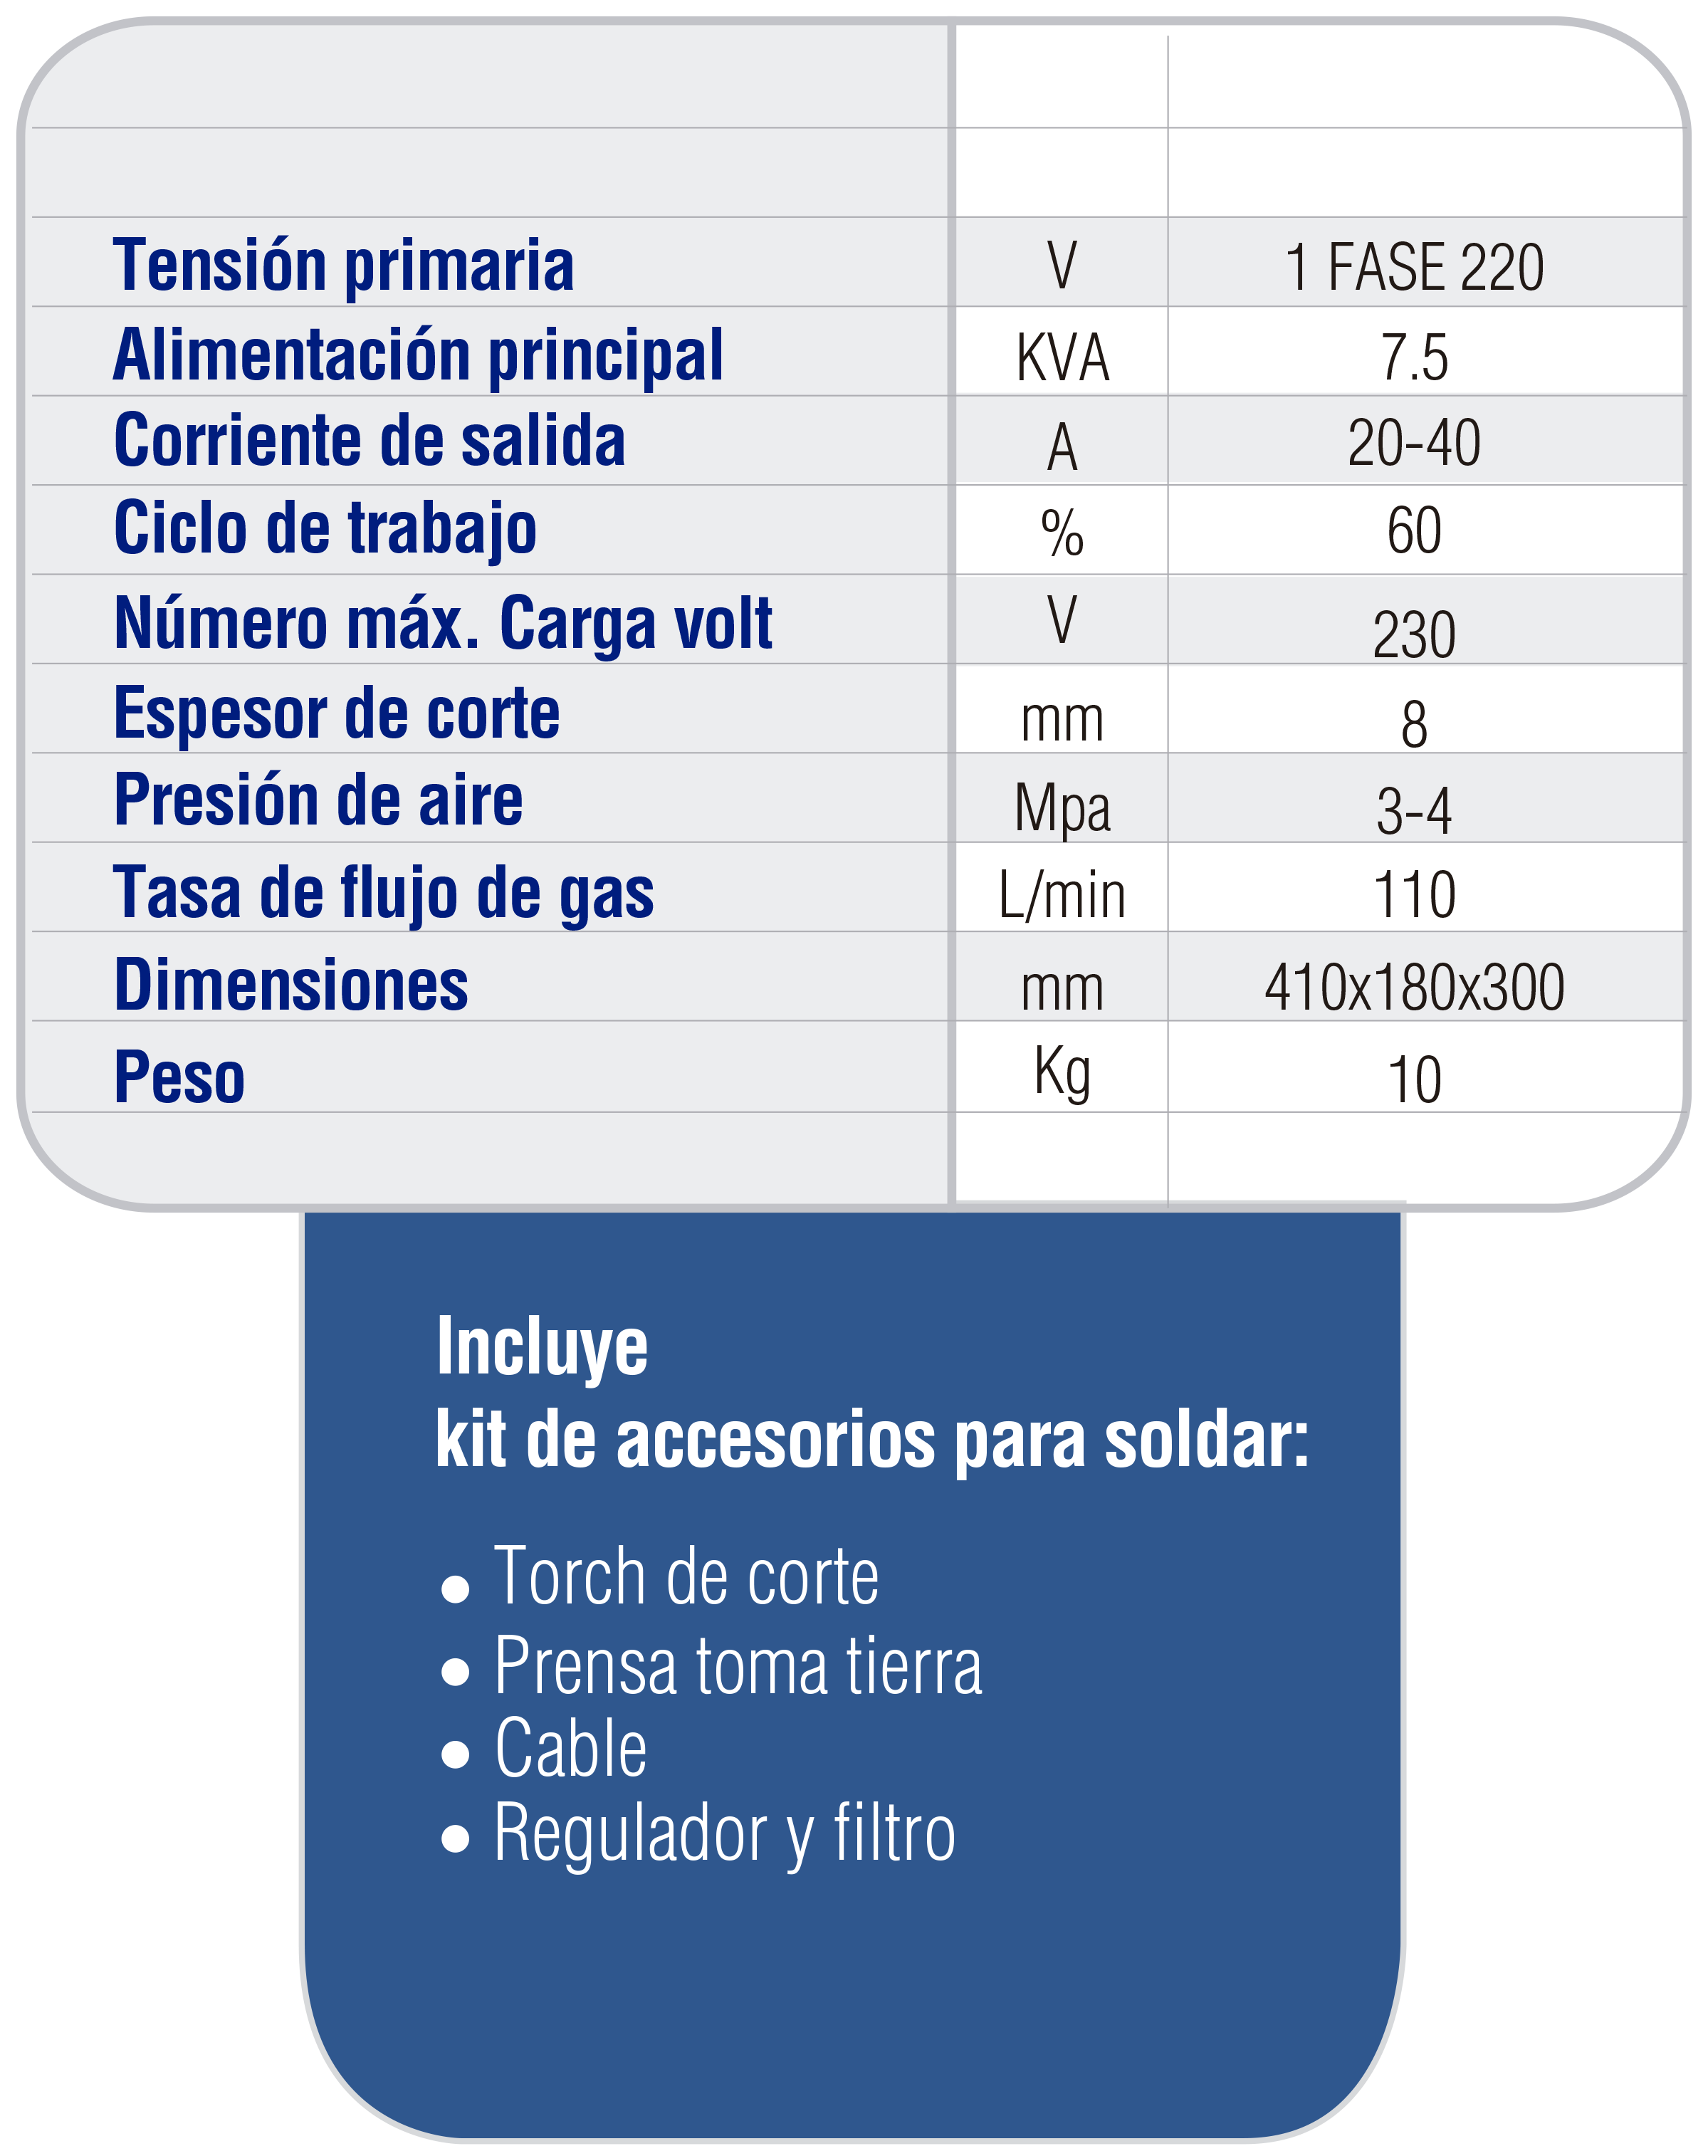 Tensión primaria V 1 FASE 220
Alimentación principal KVA 7.5
Corriente de salida A 20-40
Ciclo de trabajo % 60
Número máx. Carga volt V 230
Espesor de corte mm 8
Presión de aire Mpa 3-4
Tasa de flujo de gas L/min 110
Dimensiones mm 410x180x300
Peso Kg 10
Incluye
kit de accesorios para soldar:
● Torch de corte
● Prensa toma tierra
● Cable
● Regulador y filtro